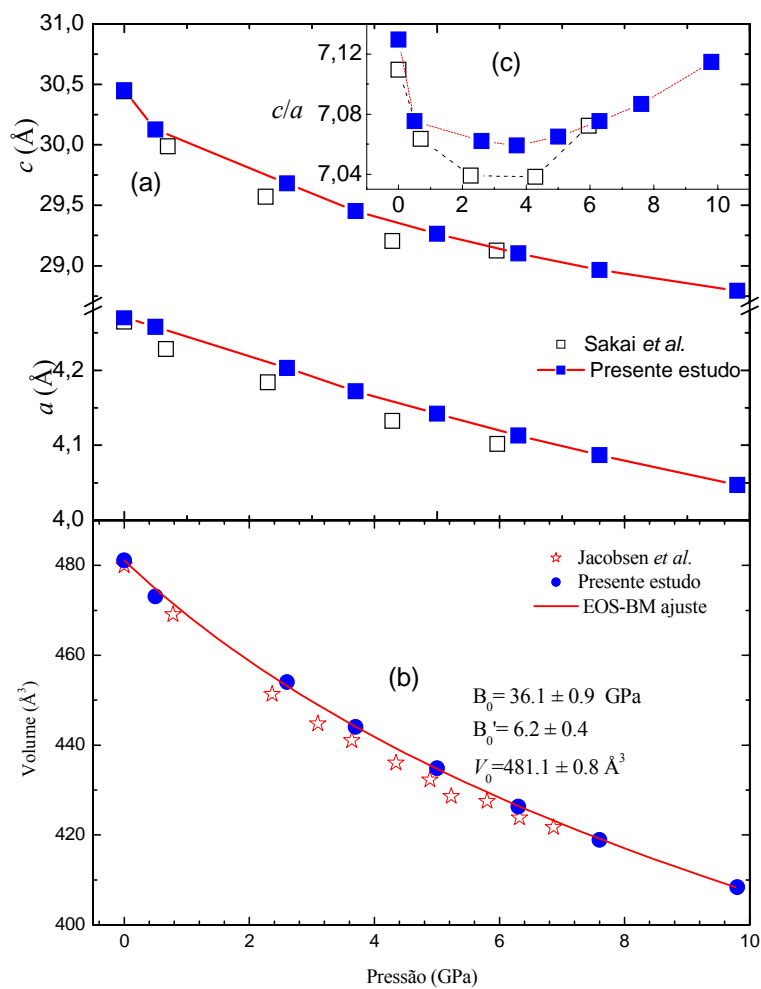 31,0
30,5
30,0
29,5
29,0
c (Å)
(a)
7,12
7,08
7,04
c/a
(c)
0 2 4 6 8 10
4,2
4,1
4,0
a (Å)
Sakai et al.
Presente estudo
480
460
440
420
400
Volume (Å³)
Jacobsen et al.
Presente estudo
EOS-BM ajuste
(b)
B₀= 36.1 ± 0.9 GPa
B₀'= 6.2 ± 0.4
V₀=481.1 ± 0.8 Å³
0 2 4 6 8 10
Pressão (GPa)